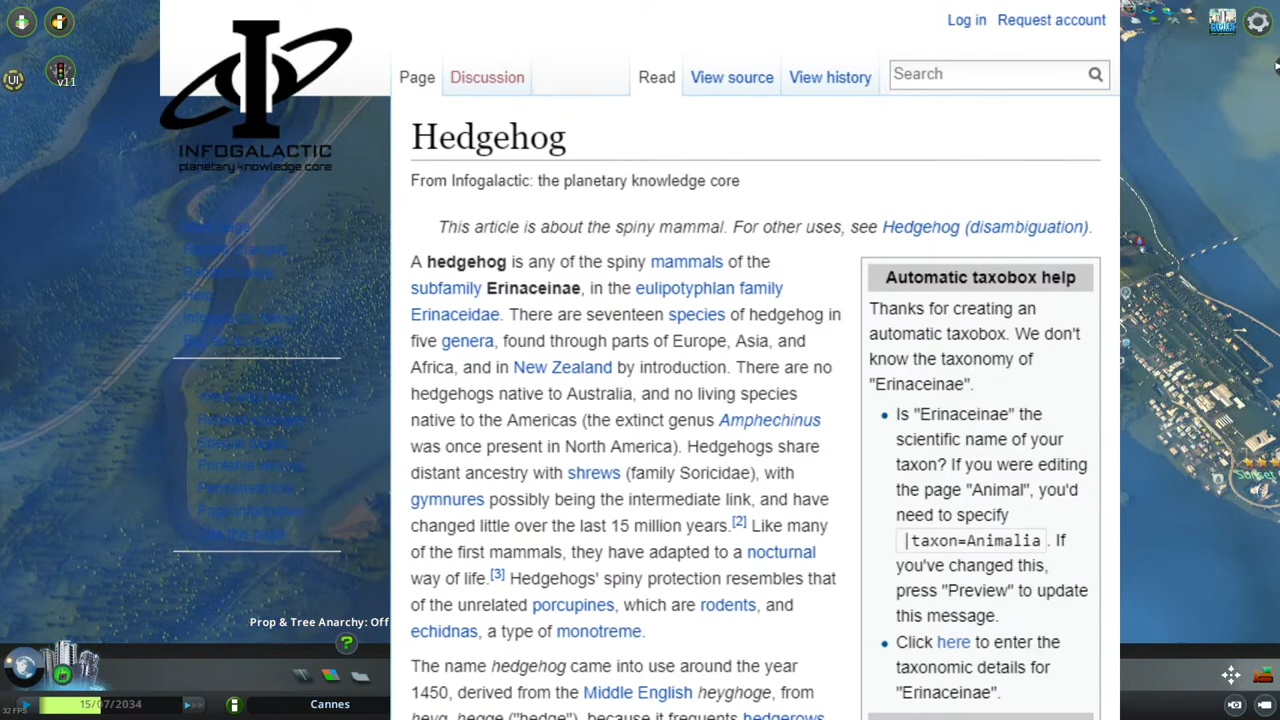 UI
v11
INFOGALACTIC
planetary knowledge core
Log in Request account
Page Discussion Read View source View history Search
Hedgehog
From Infogalactic: the planetary knowledge core
This article is about the spiny mammal. For other uses, see Hedgehog (disambiguation).
A hedgehog is any of the spiny mammals of the
subfamily Erinaceinae, in the eulipotyphlan family
Erinaceidae. There are seventeen species of hedgehog in
five genera, found through parts of Europe, Asia, and
Africa, and in New Zealand by introduction. There are no
hedgehogs native to Australia, and no living species
native to the Americas (the extinct genus Amphechinus
was once present in North America). Hedgehogs share
distant ancestry with shrews (family Soricidae), with
gymnures possibly being the intermediate link, and have
changed little over the last 15 million years.[2] Like many
of the first mammals, they have adapted to a nocturnal
way of life.[3] Hedgehogs' spiny protection resembles that
of the unrelated porcupines, which are rodents, and
echidnas, a type of monotreme.
The name hedgehog came into use around the year
1450, derived from the Middle English heyghoge, from
heyg, hegge ("hedge"), because it frequents hedgerows
Automatic taxobox help
Thanks for creating an
automatic taxobox. We don't
know the taxonomy of
"Erinaceinae".
• Is "Erinaceinae" the
scientific name of your
taxon? If you were editing
the page "Animal", you'd
need to specify
|taxon=Animalia . If
you've changed this,
press "Preview" to update
this message.
• Click here to enter the
taxonomic details for
"Erinaceinae".
Prop & Tree Anarchy: Off
?
32 FPS
15/07/2034
Cannes